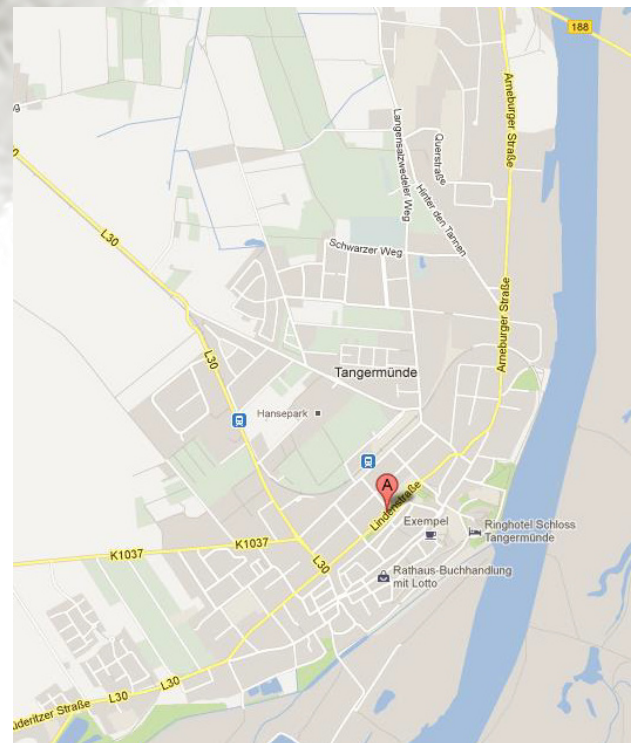 188
Arneburger Straße
Langensalzwedeler Weg
Querstraße
Hinter den Tannen
L30
Schwarzer Weg
Arneburger Straße
L30
Tangermünde
Hansepark
A
Lindenstraße
Exempel
Ringhotel Schloss
Tangermünde
K1037
K1037
L30
Rathaus-Buchhandlung
mit Lotto
L30
L30
uderitzer Straße